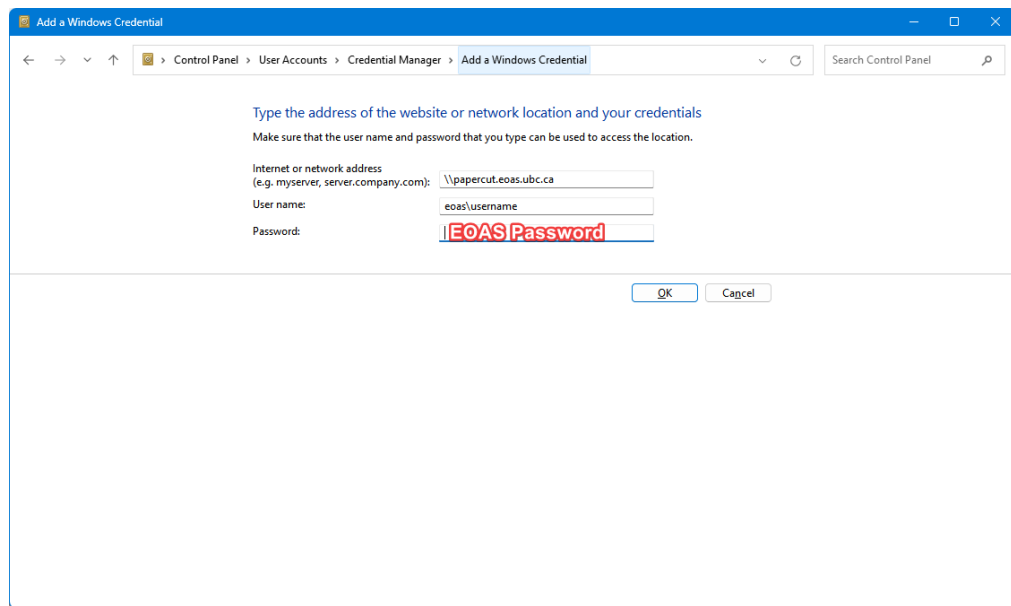 Add a Windows Credential
Control Panel > User Accounts > Credential Manager > Add a Windows Credential
Search Control Panel
Type the address of the website or network location and your credentials
Make sure that the user name and password that you type can be used to access the location.
Internet or network address
(e.g. myserver, server.company.com): \\papercut.eoas.ubc.ca
User name: eoas\username
Password: EOAS Password
OK Cancel